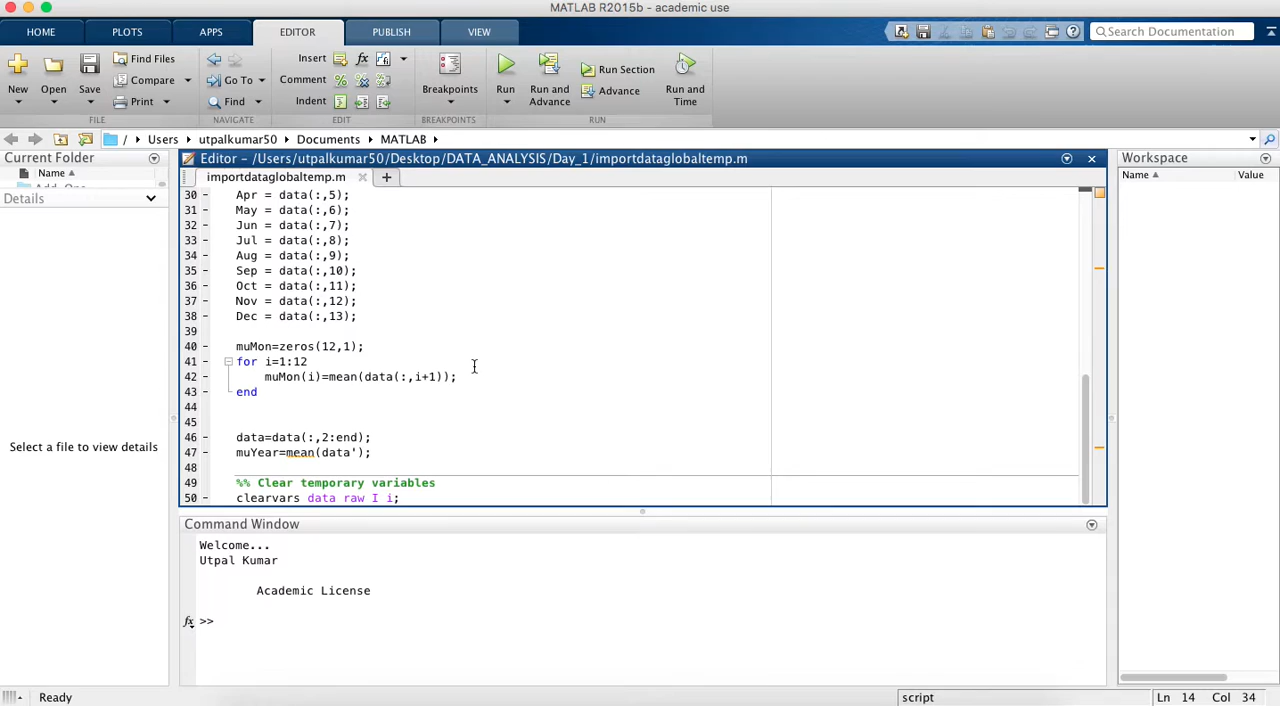 MATLAB R2015b - academic use
HOME PLOTS APPS EDITOR PUBLISH VIEW Search Documentation
New Open Save Find Files Compare Print
Go To Find
Insert fx Comment % Indent
Breakpoints
Run Run and Advance Run Section Advance Run and Time
FILE NAVIGATE EDIT BREAKPOINTS RUN
/ Users utpalkumar50 Documents MATLAB
Current Folder
Name
Details
Select a file to view details
Editor - /Users/utpalkumar50/Desktop/DATA_ANALYSIS/Day_1/importdataglobaltemp.m
importdataglobaltemp.m +
30 - Apr = data(:,5);
31 - May = data(:,6);
32 - Jun = data(:,7);
33 - Jul = data(:,8);
34 - Aug = data(:,9);
35 - Sep = data(:,10);
36 - Oct = data(:,11);
37 - Nov = data(:,12);
38 - Dec = data(:,13);
39
40 - muMon=zeros(12,1);
41 - for i=1:12
42 - muMon(i)=mean(data(:,i+1));
43 - end
44
45
46 - data=data(:,2:end);
47 - muYear=mean(data');
48
49 %% Clear temporary variables
50 - clearvars data raw I i;
Command Window
Welcome...
Utpal Kumar
Academic License
fx >>
Workspace
Name Value
Ready script Ln 14 Col 34